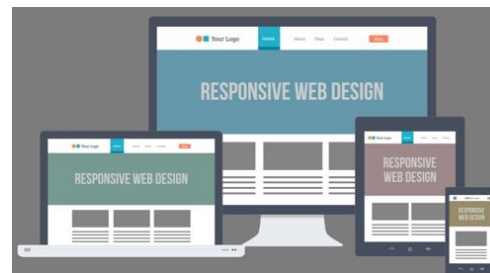 Your Logo Home About Shop Contact
RESPONSIVE WEB DESIGN
Your Logo
RESPONSIVE WEB DESIGN
RESPONSIVE
WEB DESIGN
RESPONSIVE
WEB DESIGN